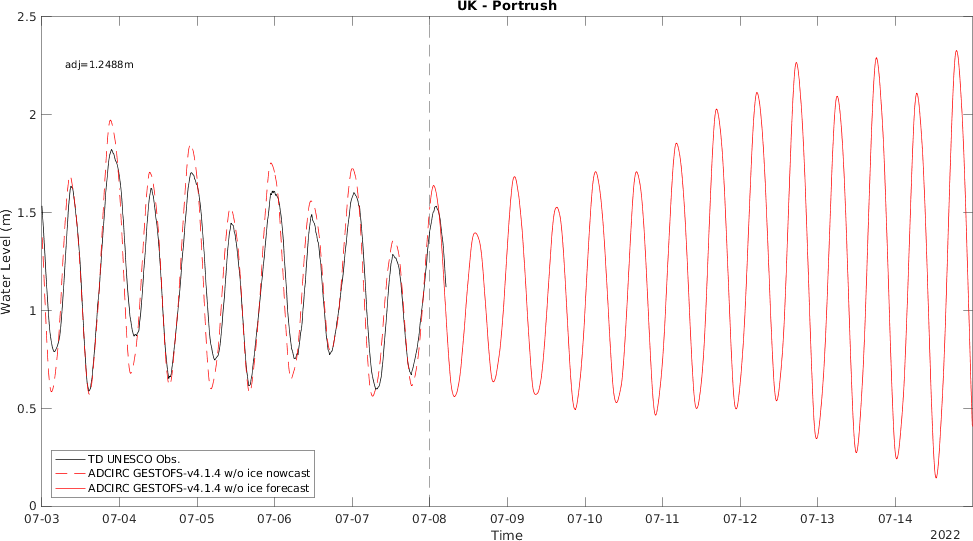 UK - Portrush
2.5
adj=1.2488m
2
1.5
Water Level (m)
1
0.5
TD UNESCO Obs.
ADCIRC GESTOFS-v4.1.4 w/o ice nowcast
ADCIRC GESTOFS-v4.1.4 w/o ice forecast
0
07-03 07-04 07-05 07-06 07-07 07-08 07-09 07-10 07-11 07-12 07-13 07-14
Time
2022